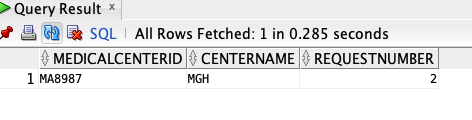 Query Result ×
SQL | All Rows Fetched: 1 in 0.285 seconds
MEDICALCENTERID CENTERNAME REQUESTNUMBER
1 MA8987 MGH 2